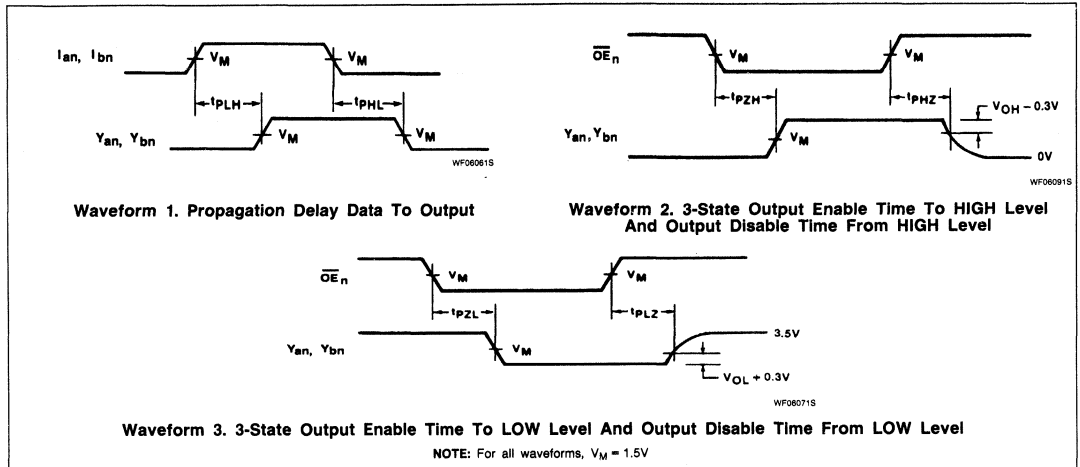 Ian, Ibn
VM
VM
tPLH
tPHL
Yan, Ybn
VM
VM
WF06061S
Waveform 1. Propagation Delay Data To Output
OEn
VM
VM
tPZH
tPHZ
VOH – 0.3V
Yan, Ybn
VM
0V
WF06091S
Waveform 2. 3-State Output Enable Time To HIGH Level
And Output Disable Time From HIGH Level
OEn
VM
VM
tPZL
tPLZ
3.5V
Yan, Ybn
VM
VOL + 0.3V
WF06071S
Waveform 3. 3-State Output Enable Time To LOW Level And Output Disable Time From LOW Level
NOTE: For all waveforms, VM = 1.5V